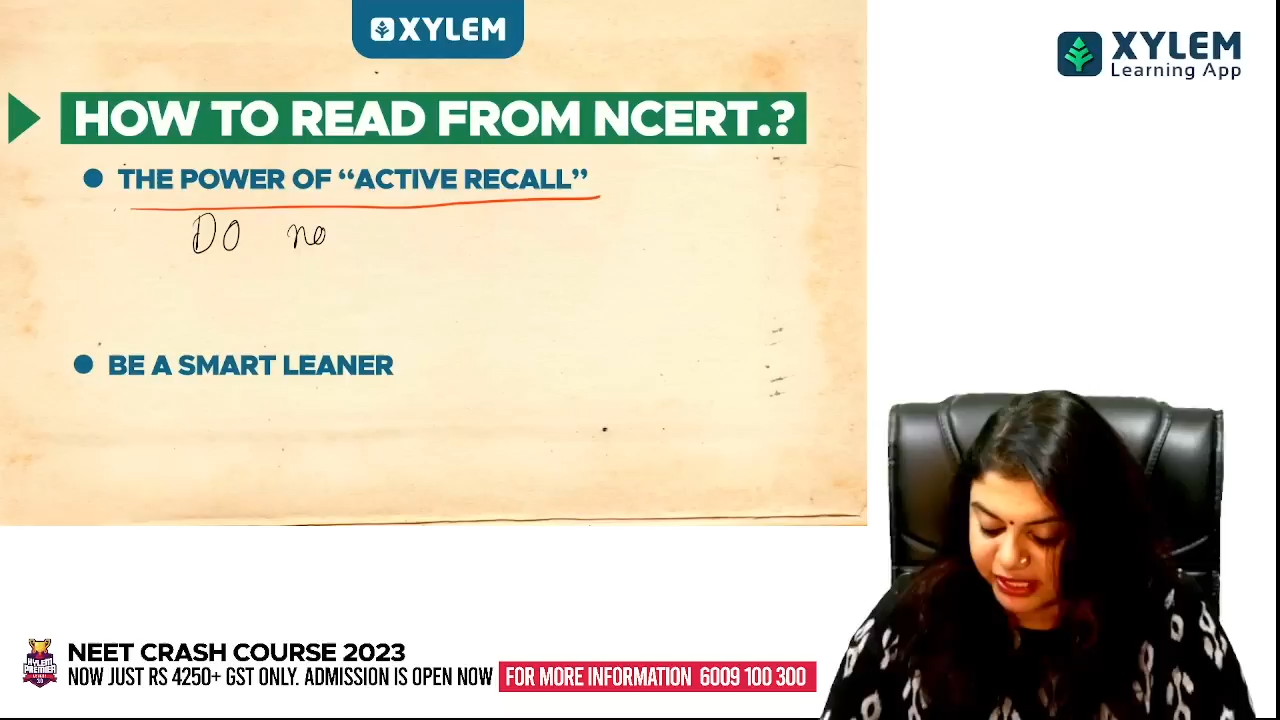 XYLEM
XYLEM
Learning App
HOW TO READ FROM NCERT.?
THE POWER OF “ACTIVE RECALL”
DO no
BE A SMART LEANER
NEET CRASH COURSE 2023
NOW JUST RS 4250+ GST ONLY. ADMISSION IS OPEN NOW
FOR MORE INFORMATION 6009 100 300